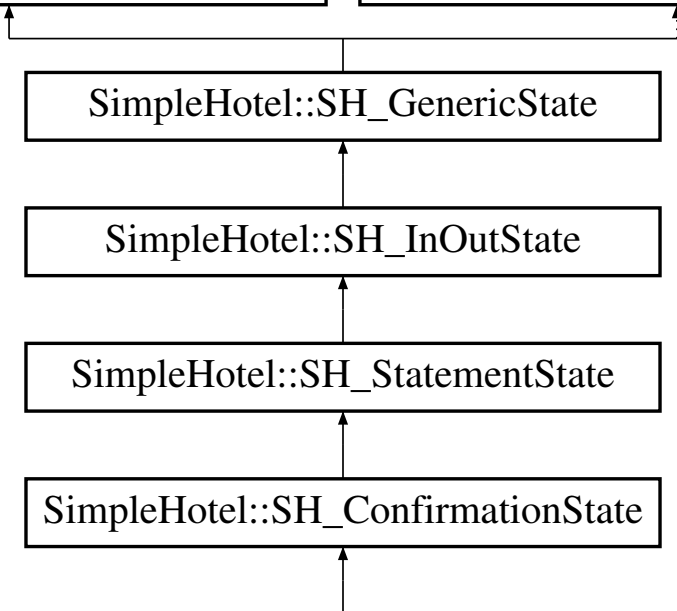 SimpleHotel::SH_GenericState
SimpleHotel::SH_InOutState
SimpleHotel::SH_StatementState
SimpleHotel::SH_ConfirmationState